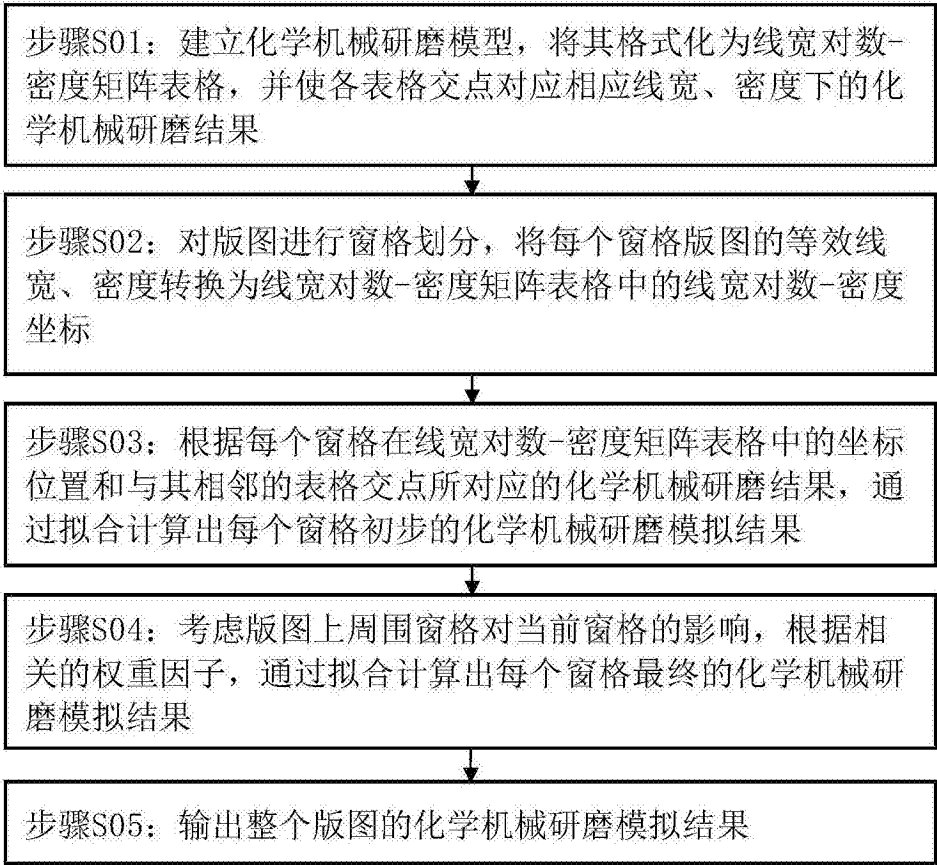 步骤S01：建立化学机械研磨模型，将其格式化为线宽对数-
密度矩阵表格，并使各表格交点对应相应线宽、密度下的化
学机械研磨结果
步骤S02：对版图进行窗格划分，将每个窗格版图的等效线
宽、密度转换为线宽对数-密度矩阵表格中的线宽对数-密度
坐标
步骤S03：根据每个窗格在线宽对数-密度矩阵表格中的坐标
位置和与其相邻的表格交点所对应的化学机械研磨结果，通
过拟合计算出每个窗格初步的化学机械研磨模拟结果
步骤S04：考虑版图上周围窗格对当前窗格的影响，根据相
关的权重因子，通过拟合计算出每个窗格最终的化学机械研
磨模拟结果
步骤S05：输出整个版图的化学机械研磨模拟结果